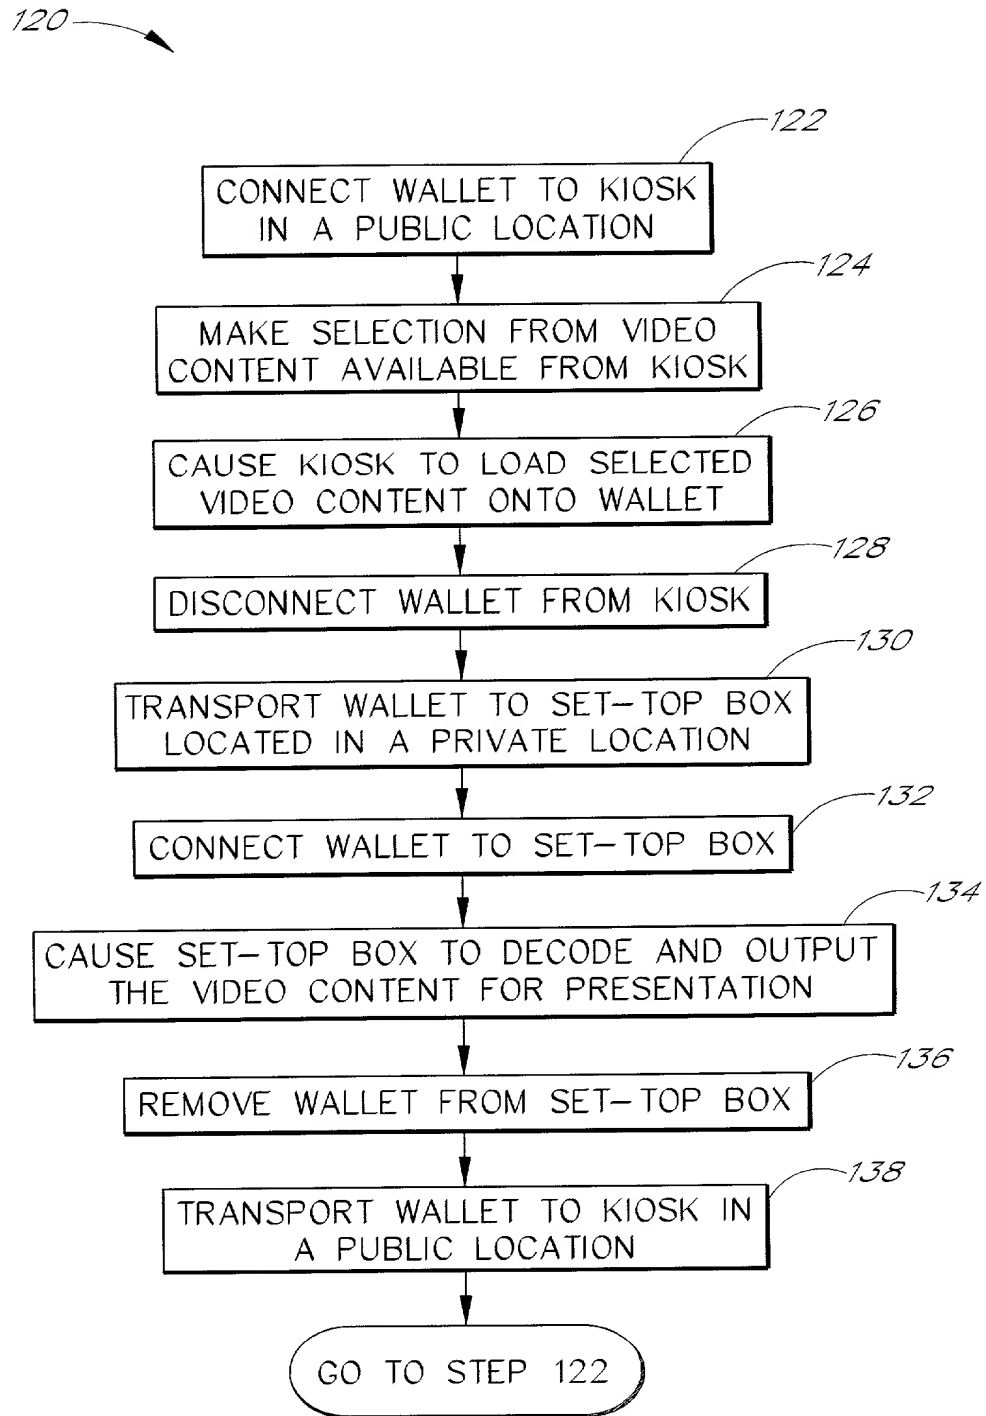 120
122
CONNECT WALLET TO KIOSK
IN A PUBLIC LOCATION
124
MAKE SELECTION FROM VIDEO
CONTENT AVAILABLE FROM KIOSK
126
CAUSE KIOSK TO LOAD SELECTED
VIDEO CONTENT ONTO WALLET
128
DISCONNECT WALLET FROM KIOSK
130
TRANSPORT WALLET TO SET-TOP BOX
LOCATED IN A PRIVATE LOCATION
132
CONNECT WALLET TO SET-TOP BOX
134
CAUSE SET-TOP BOX TO DECODE AND OUTPUT
THE VIDEO CONTENT FOR PRESENTATION
136
REMOVE WALLET FROM SET-TOP BOX
138
TRANSPORT WALLET TO KIOSK IN
A PUBLIC LOCATION
GO TO STEP 122